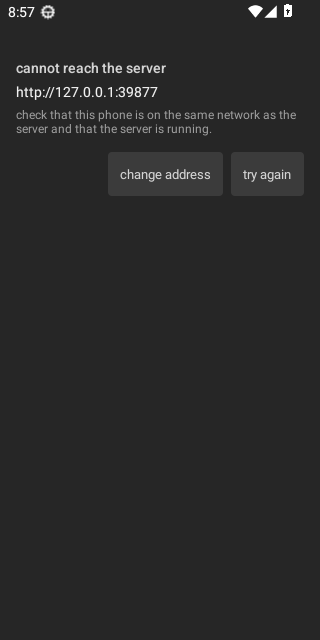 8:57
cannot reach the server
http://127.0.0.1:39877
check that this phone is on the same network as the
server and that the server is running.
change address
try again